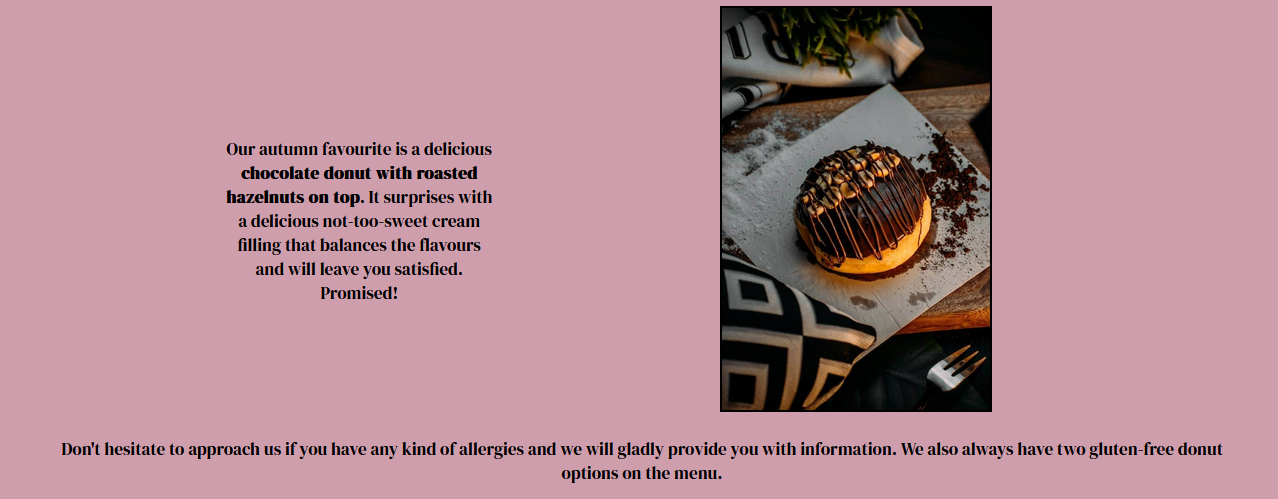 Our autumn favourite is a delicious
chocolate donut with roasted
hazelnuts on top. It surprises with
a delicious not-too-sweet cream
filling that balances the flavours
and will leave you satisfied.
Promised!
Don't hesitate to approach us if you have any kind of allergies and we will gladly provide you with information. We also always have two gluten-free donut
options on the menu.